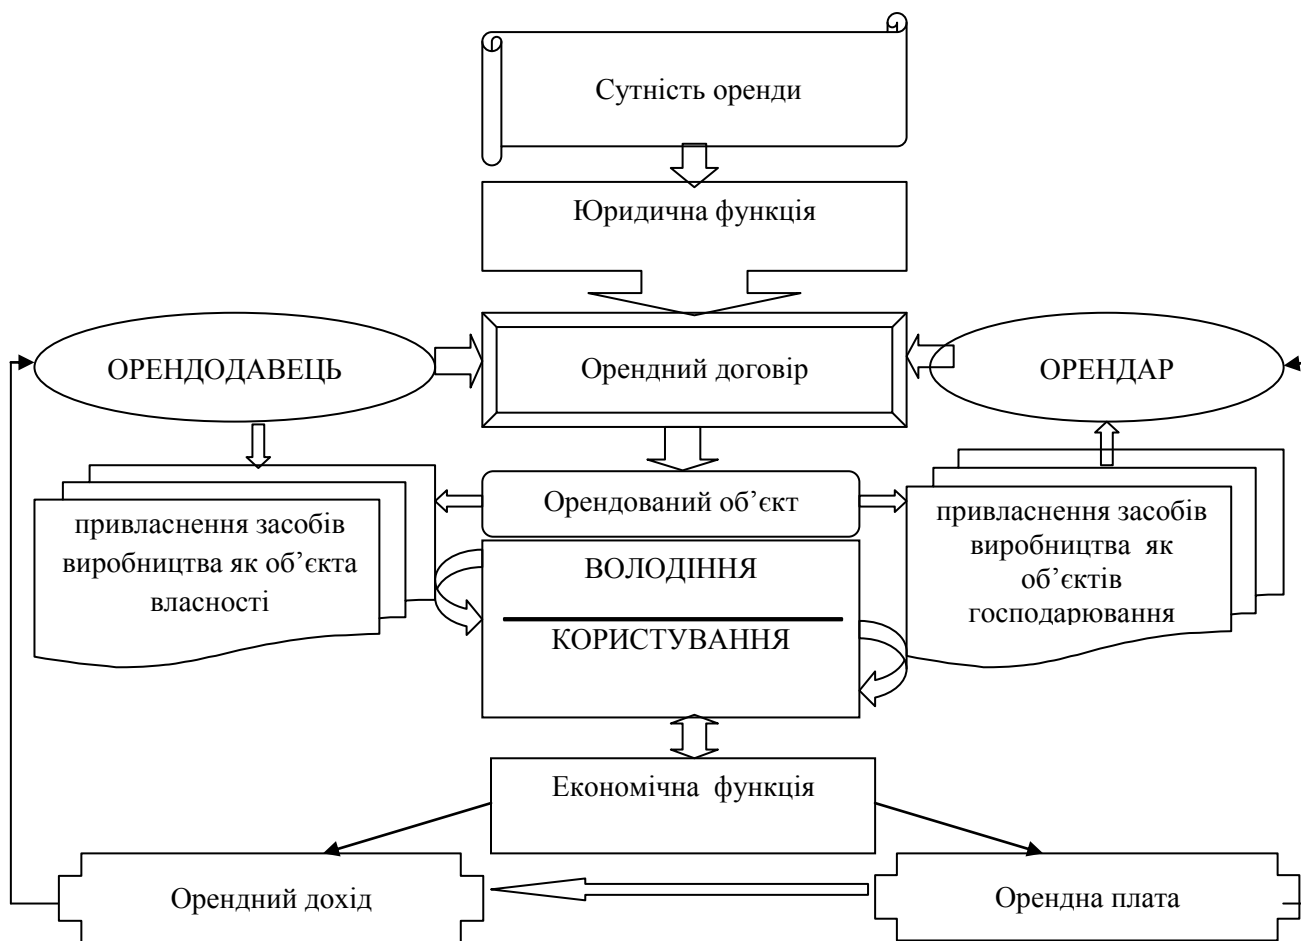 Сутність оренди
Юридична функція
ОРЕНДОДАВЕЦЬ
Орендний договір
ОРЕНДАР
Орендований об’єкт
привласнення засобів
виробництва як об’єкта
власності
привласнення засобів
виробництва як
об’єктів
господарювання
ВОЛОДІННЯ
КОРИСТУВАННЯ
Економічна функція
Орендний дохід
Орендна плата